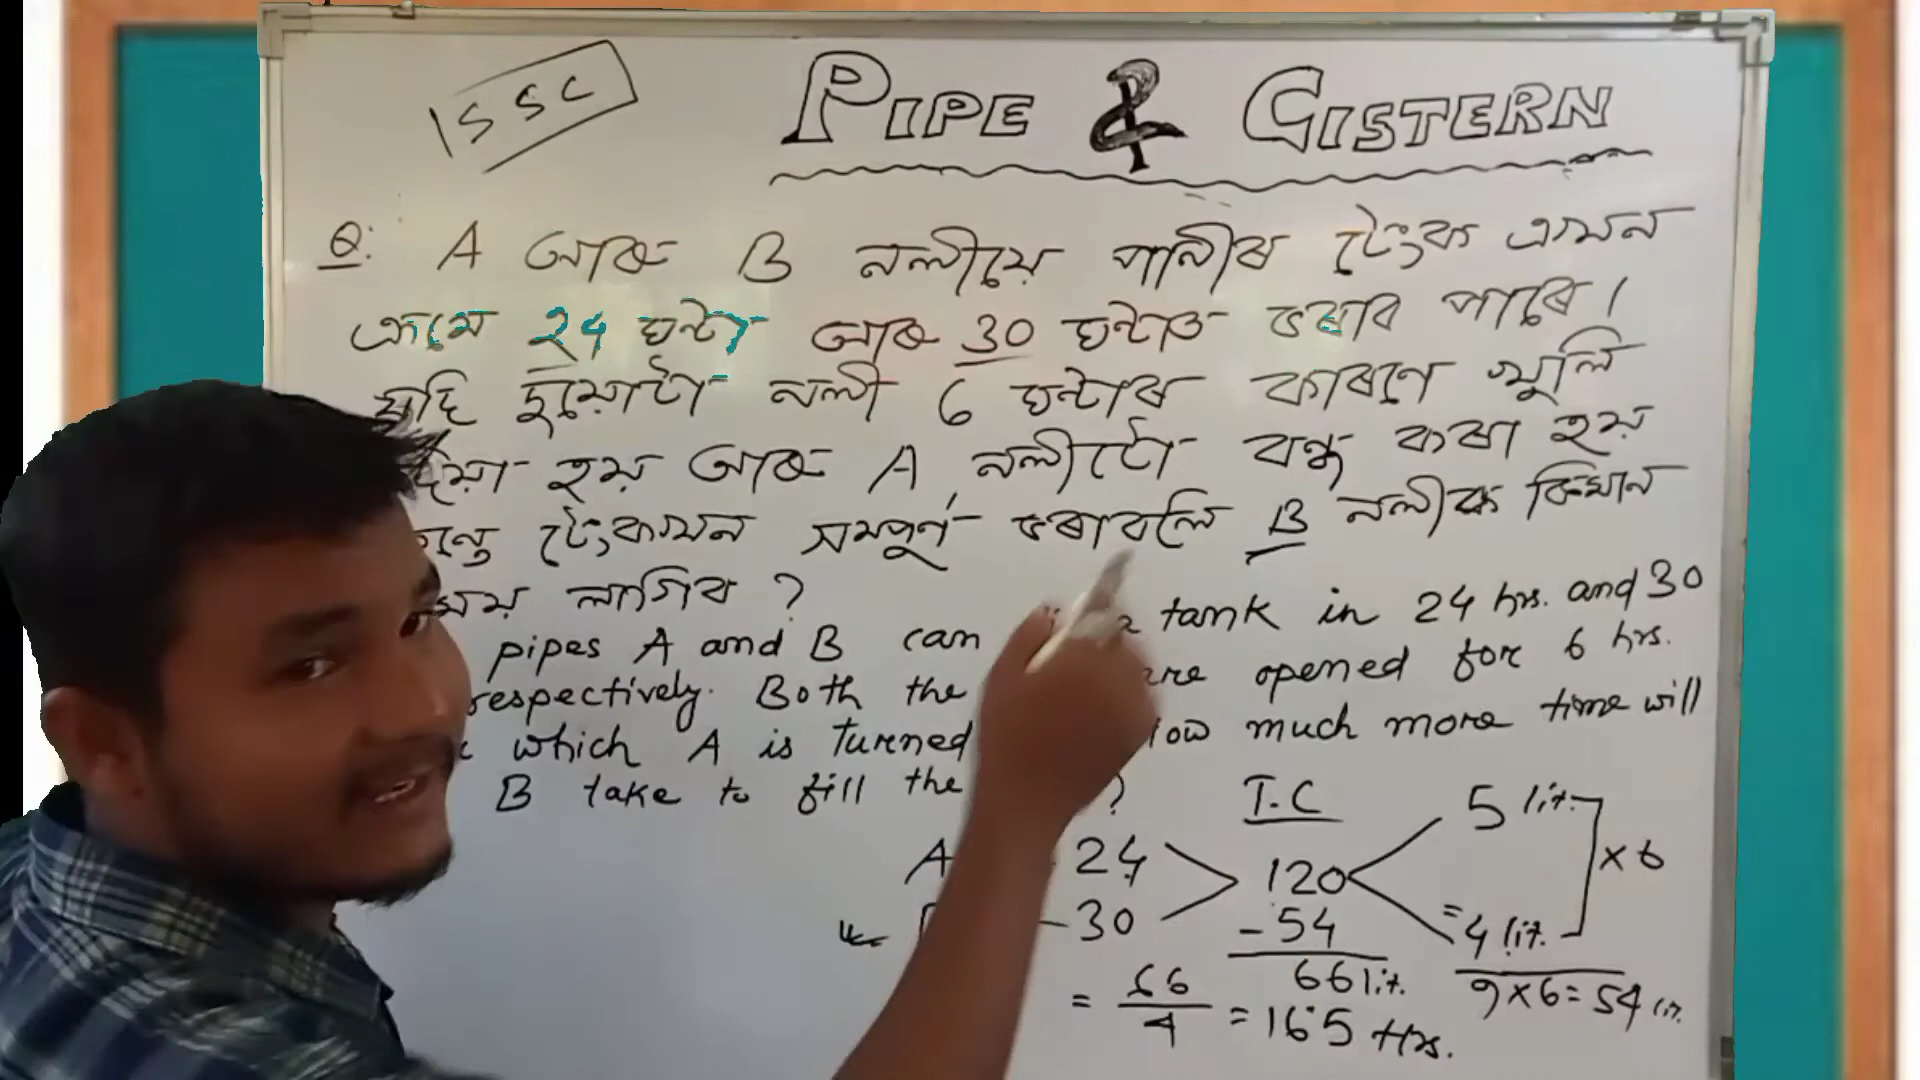 SSC
PIPE & CISTERN
Q. A আৰু B নলীয়ে পানীৰ টেংক এখন
ক্ৰমে 24 ঘন্টা আৰু 30 ঘন্টাত ভৰাব পাৰে।
যদি দুয়োটা নলী 6 ঘন্টাৰ কাৰণে খুলি
দিয়া হয় আৰু A নলীটো বন্ধ কৰা হয়
টেংকখন সম্পূৰ্ণ ভৰাবলৈ B নলীক কিমান
সময় লাগিব ?
pipes A and B can tank in 24 hrs. and 30
respectively. Both the are opened for 6 hrs.
which A is turned How much more time will
B take to fill the ?
T.C
A 24 120 5 lit. × 6
- 30 - 54 = 4 lit.
66 lit. 9×6 = 54 lit.
= 66/4 = 16.5 Hrs.